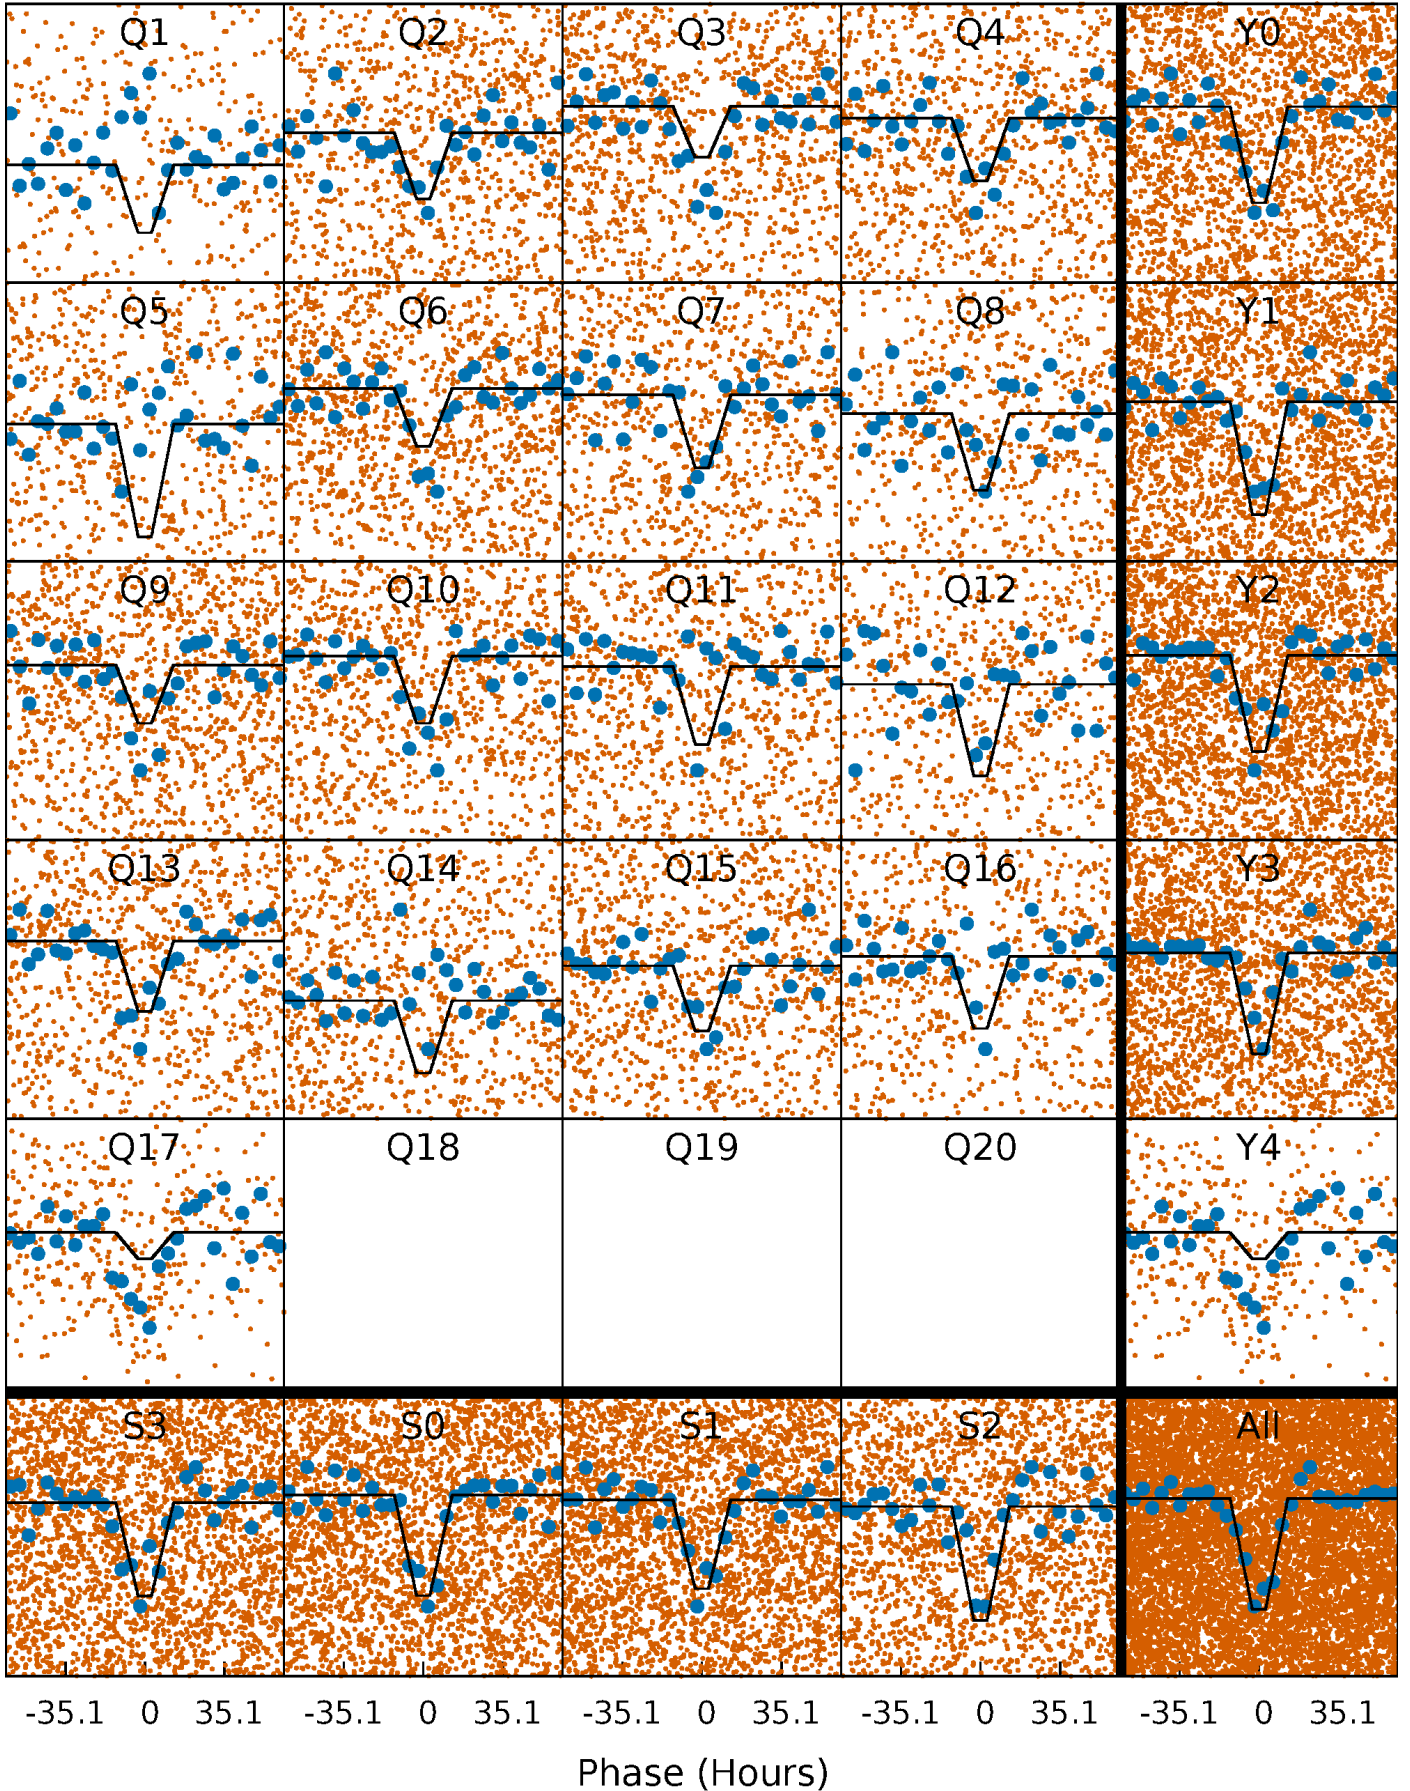 Q1 Q2 Q3 Q4 Y0
Q5 Q6 Q7 Q8 Y1
Q9 Q10 Q11 Q12 Y2
Q13 Q14 Q15 Q16 Y3
Q17 Q18 Q19 Q20 Y4
S3 S0 S1 S2 All
-35.1 0 35.1 -35.1 0 35.1 -35.1 0 35.1 -35.1 0 35.1 -35.1 0 35.1
Phase (Hours)